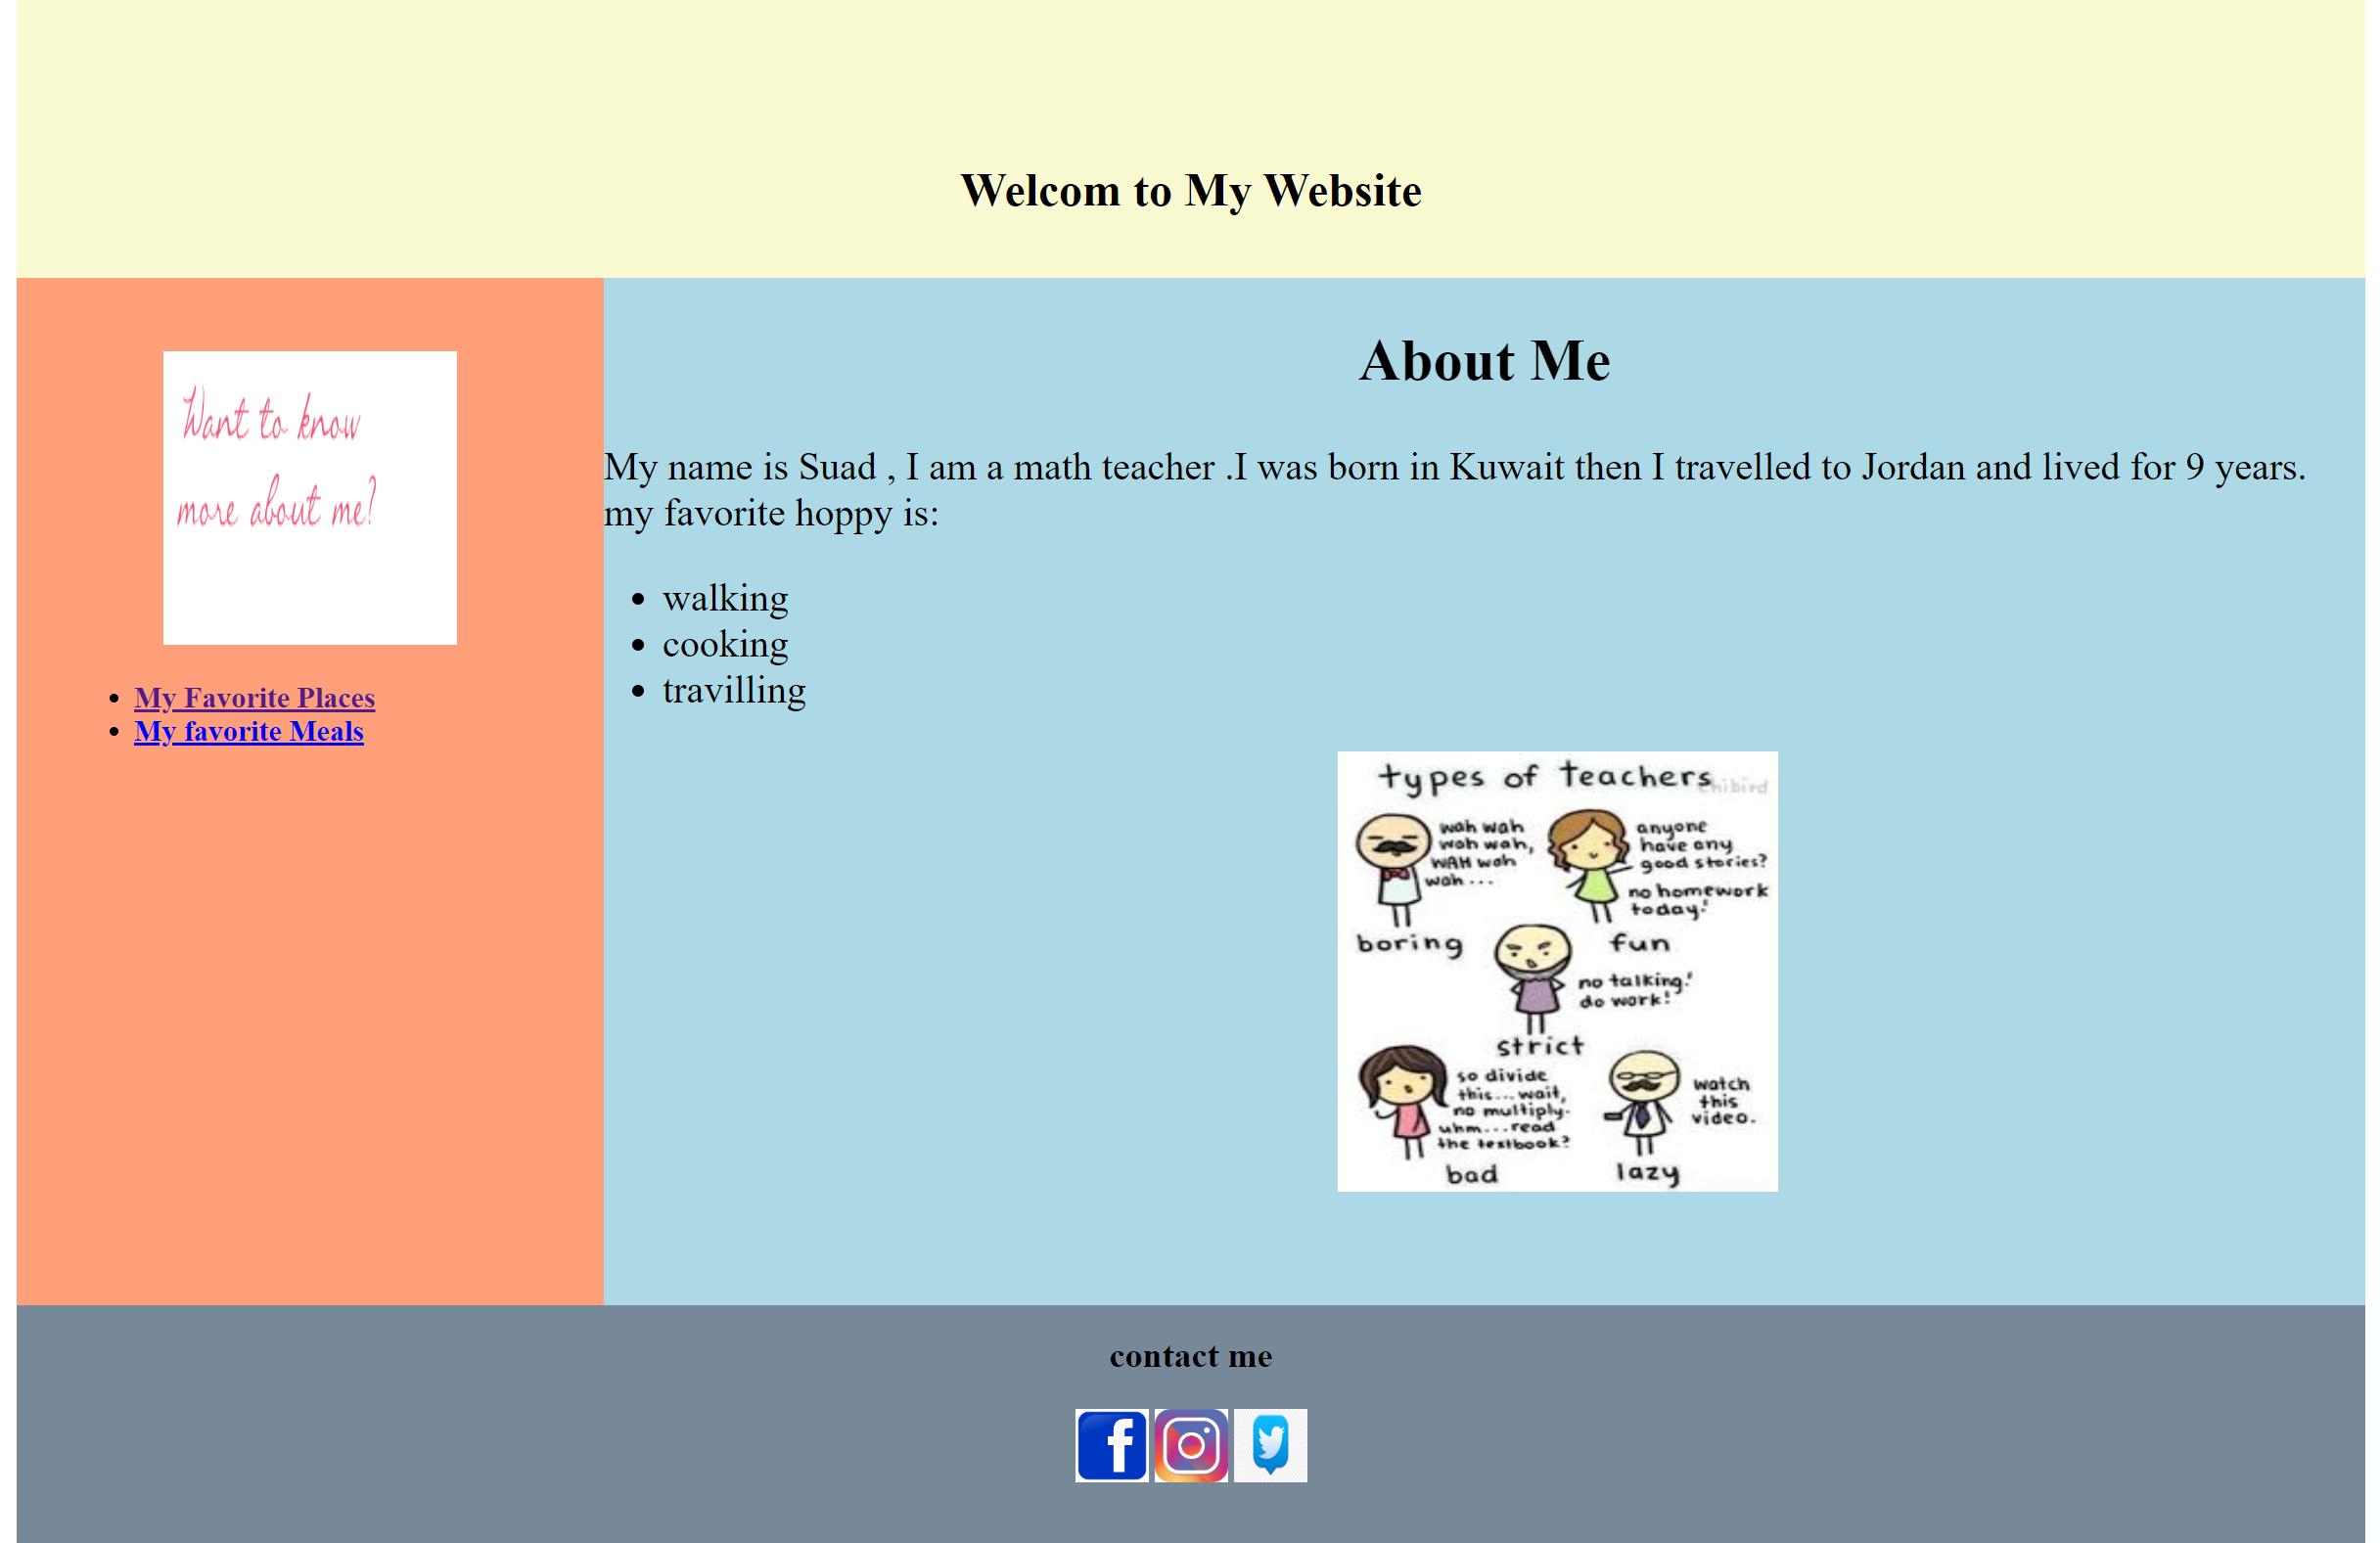 Welcom to My Website
Want to know
more about me?
My Favorite Places
My favorite Meals
About Me
My name is Suad , I am a math teacher .I was born in Kuwait then I travelled to Jordan and lived for 9 years.
my favorite hoppy is:
walking
cooking
travilling
types of teachers
chibird
wah wah
wah wah,
WAH wah
wah ...
boring
anyone
have any
good stories?
no homework
today!
fun
no talking!
do work!
strict
so divide
this... wait,
no multiply.
uhm...read
the textbook?
bad
watch
this
video.
lazy
contact me